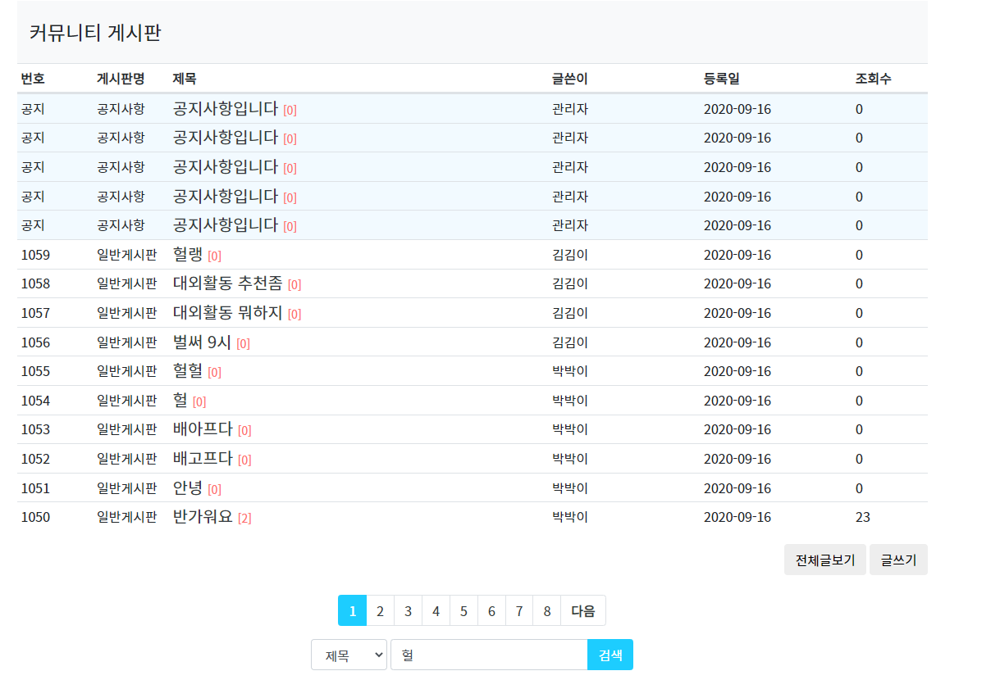 커뮤니티 게시판
번호 게시판명 제목 글쓴이 등록일 조회수
공지 공지사항 공지사항입니다 [0] 관리자 2020-09-16 0
공지 공지사항 공지사항입니다 [0] 관리자 2020-09-16 0
공지 공지사항 공지사항입니다 [0] 관리자 2020-09-16 0
공지 공지사항 공지사항입니다 [0] 관리자 2020-09-16 0
공지 공지사항 공지사항입니다 [0] 관리자 2020-09-16 0
1059 일반게시판 헐랭 [0] 김김이 2020-09-16 0
1058 일반게시판 대외활동 추천좀 [0] 김김이 2020-09-16 0
1057 일반게시판 대외활동 뭐하지 [0] 김김이 2020-09-16 0
1056 일반게시판 벌써 9시 [0] 김김이 2020-09-16 0
1055 일반게시판 헐헐 [0] 박박이 2020-09-16 0
1054 일반게시판 헐 [0] 박박이 2020-09-16 0
1053 일반게시판 배아프다 [0] 박박이 2020-09-16 0
1052 일반게시판 배고프다 [0] 박박이 2020-09-16 0
1051 일반게시판 안녕 [0] 박박이 2020-09-16 0
1050 일반게시판 반가워요 [2] 박박이 2020-09-16 23
전체글보기 글쓰기
1 2 3 4 5 6 7 8 다음
제목 헐 검색